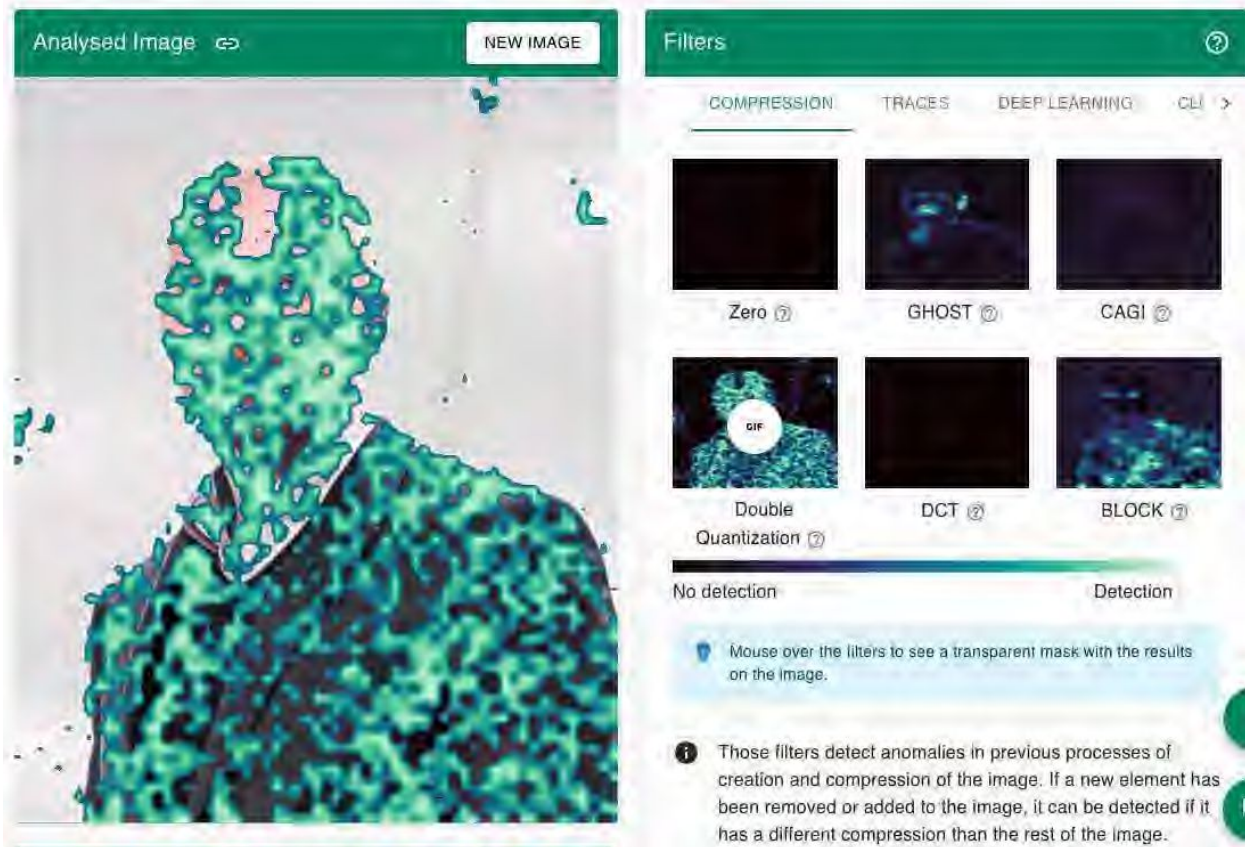 Analysed Image
NEW IMAGE
Filters
COMPRESSION
TRACES
DEEP LEARNING
Zero
GHOST
CAGI
GIF
Double
Quantization
DCT
BLOCK
No detection
Detection
Mouse over the filters to see a transparent mask with the results
on the image.
Those filters detect anomalies in previous processes of
creation and compression of the image. If a new element has
been removed or added to the image, it can be detected if it
has a different compression than the rest of the image.